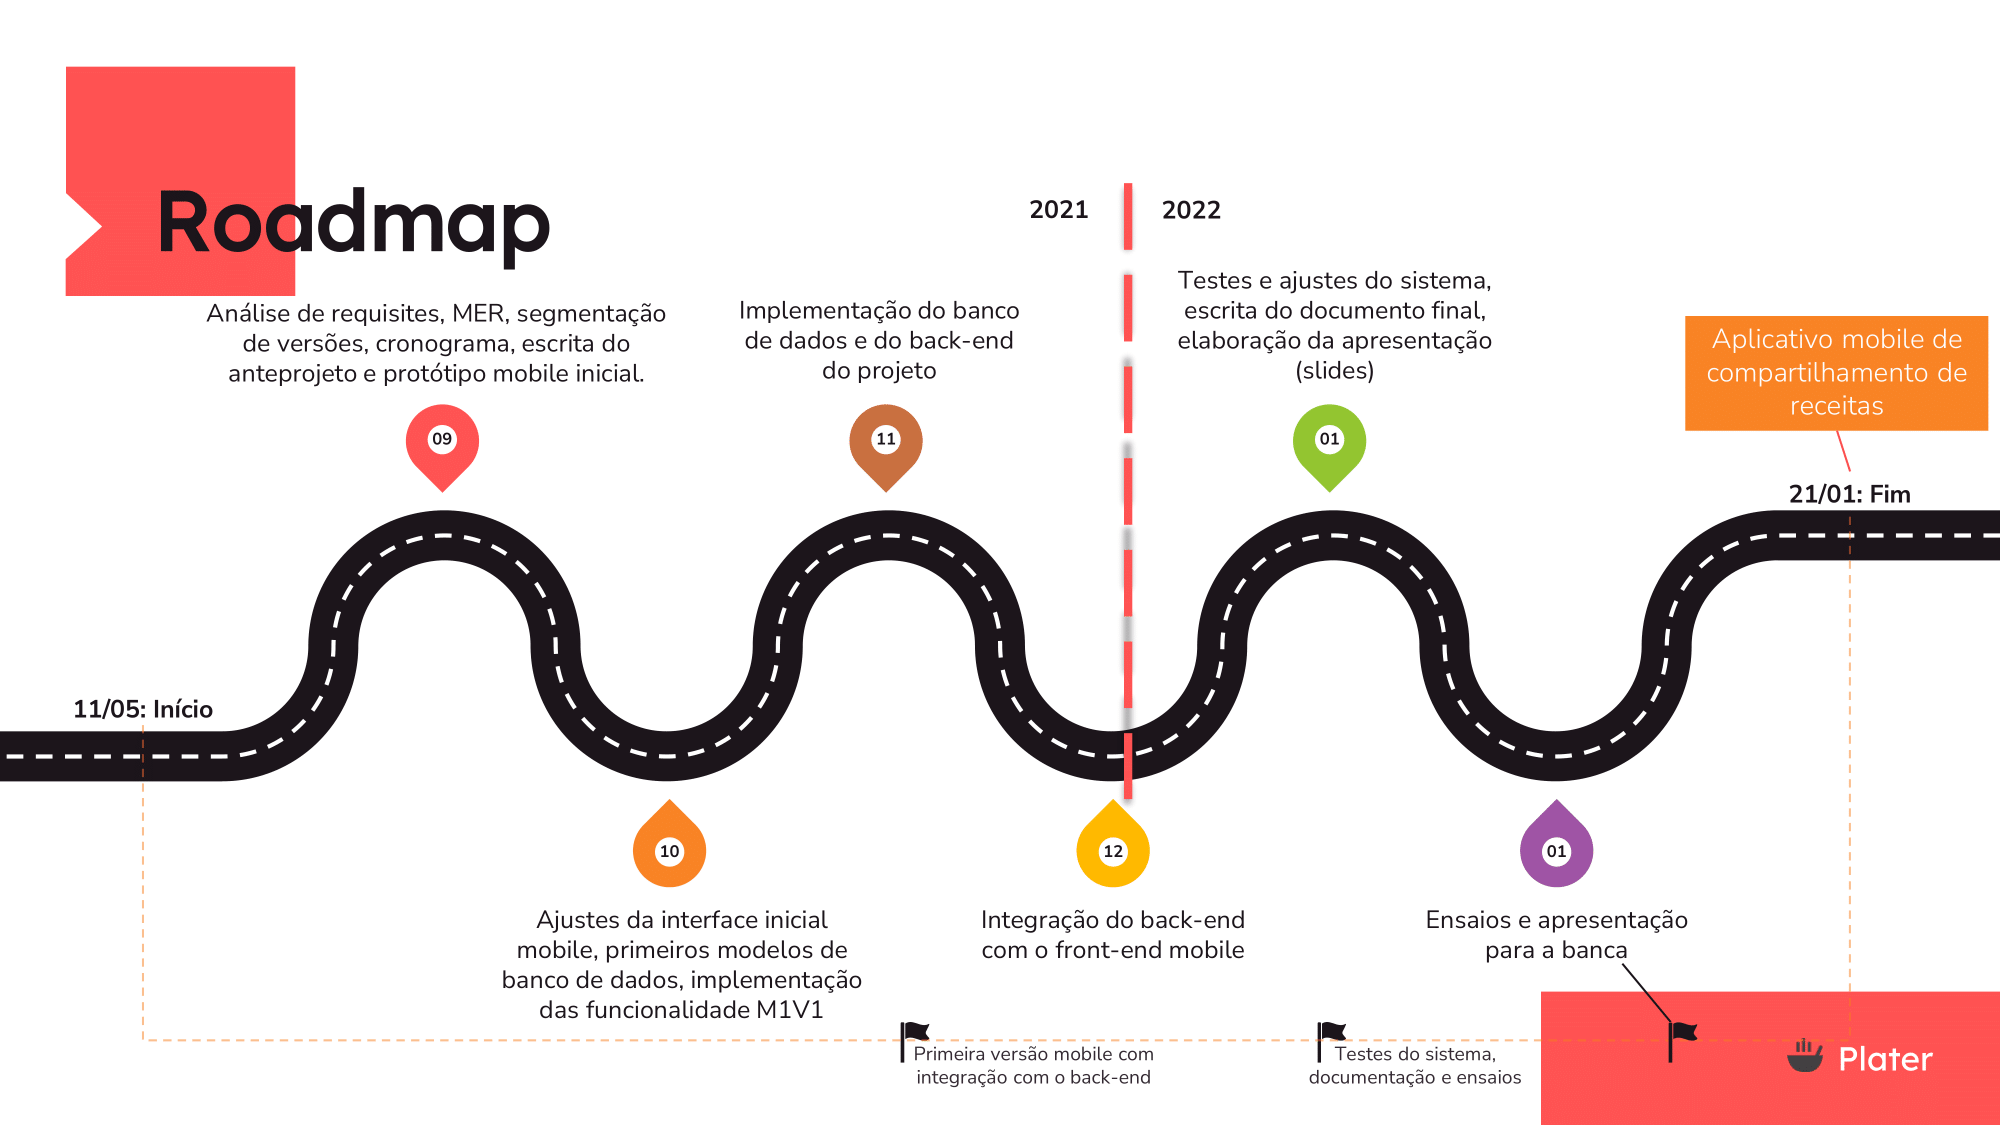 Roadmap
2021
2022
Análise de requisites, MER, segmentação
de versões, cronograma, escrita do
anteprojeto e protótipo mobile inicial.
Implementação do banco
de dados e do back-end
do projeto
Testes e ajustes do sistema,
escrita do documento final,
elaboração da apresentação
(slides)
Aplicativo mobile de
compartilhamento de
receitas
09
11
01
21/01: Fim
11/05: Início
10
12
01
Ajustes da interface inicial
mobile, primeiros modelos de
banco de dados, implementação
das funcionalidade M1V1
Integração do back-end
com o front-end mobile
Ensaios e apresentação
para a banca
Primeira versão mobile com
integração com o back-end
Testes do sistema,
documentação e ensaios
Plater